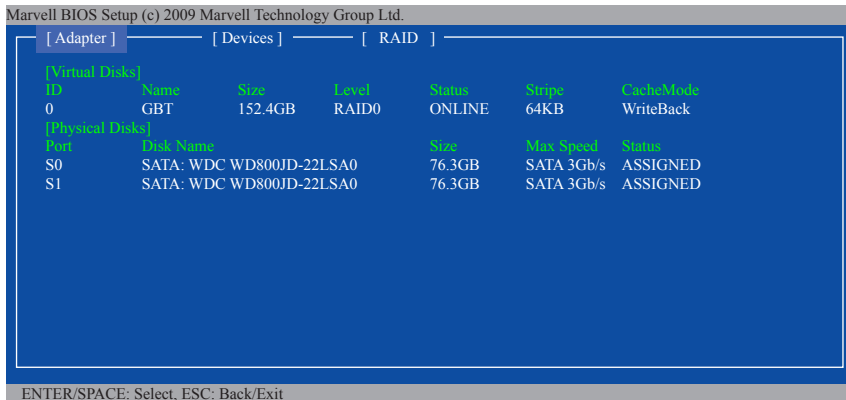 Marvell BIOS Setup (c) 2009 Marvell Technology Group Ltd.
[ Adapter ] [ Devices ] [ RAID ]
[Virtual Disks]
ID Name Size Level Status Stripe CacheMode
0 GBT 152.4GB RAID0 ONLINE 64KB WriteBack
[Physical Disks]
Port Disk Name Size Max Speed Status
S0 SATA: WDC WD800JD-22LSA0 76.3GB SATA 3Gb/s ASSIGNED
S1 SATA: WDC WD800JD-22LSA0 76.3GB SATA 3Gb/s ASSIGNED
ENTER/SPACE: Select, ESC: Back/Exit